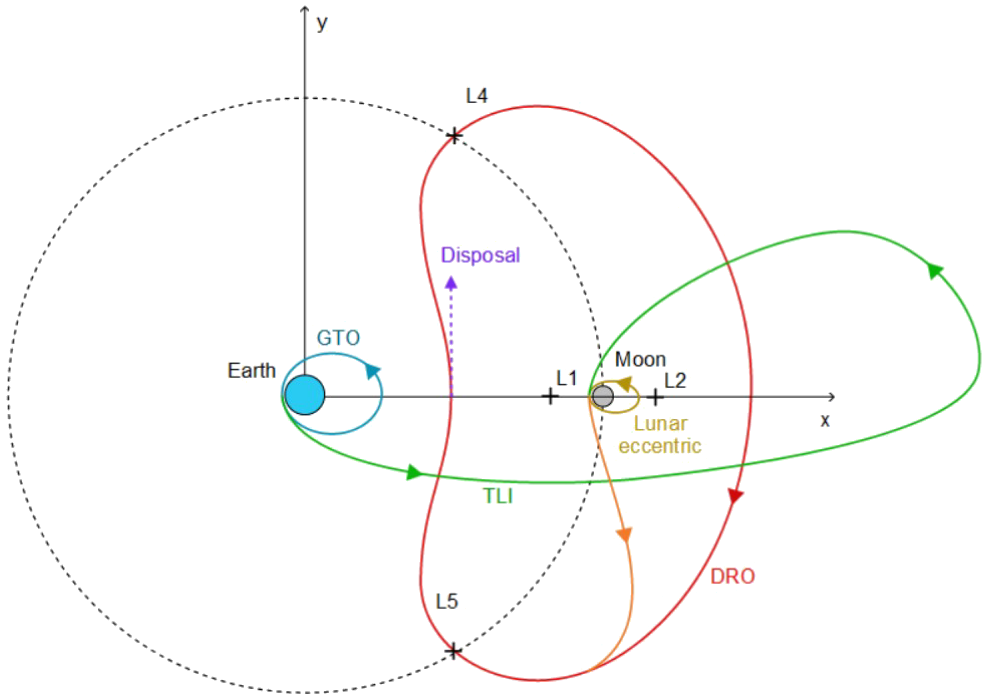 y
L4
Disposal
GTO
Earth
Moon
L1
L2
x
Lunar
eccentric
TLI
DRO
L5